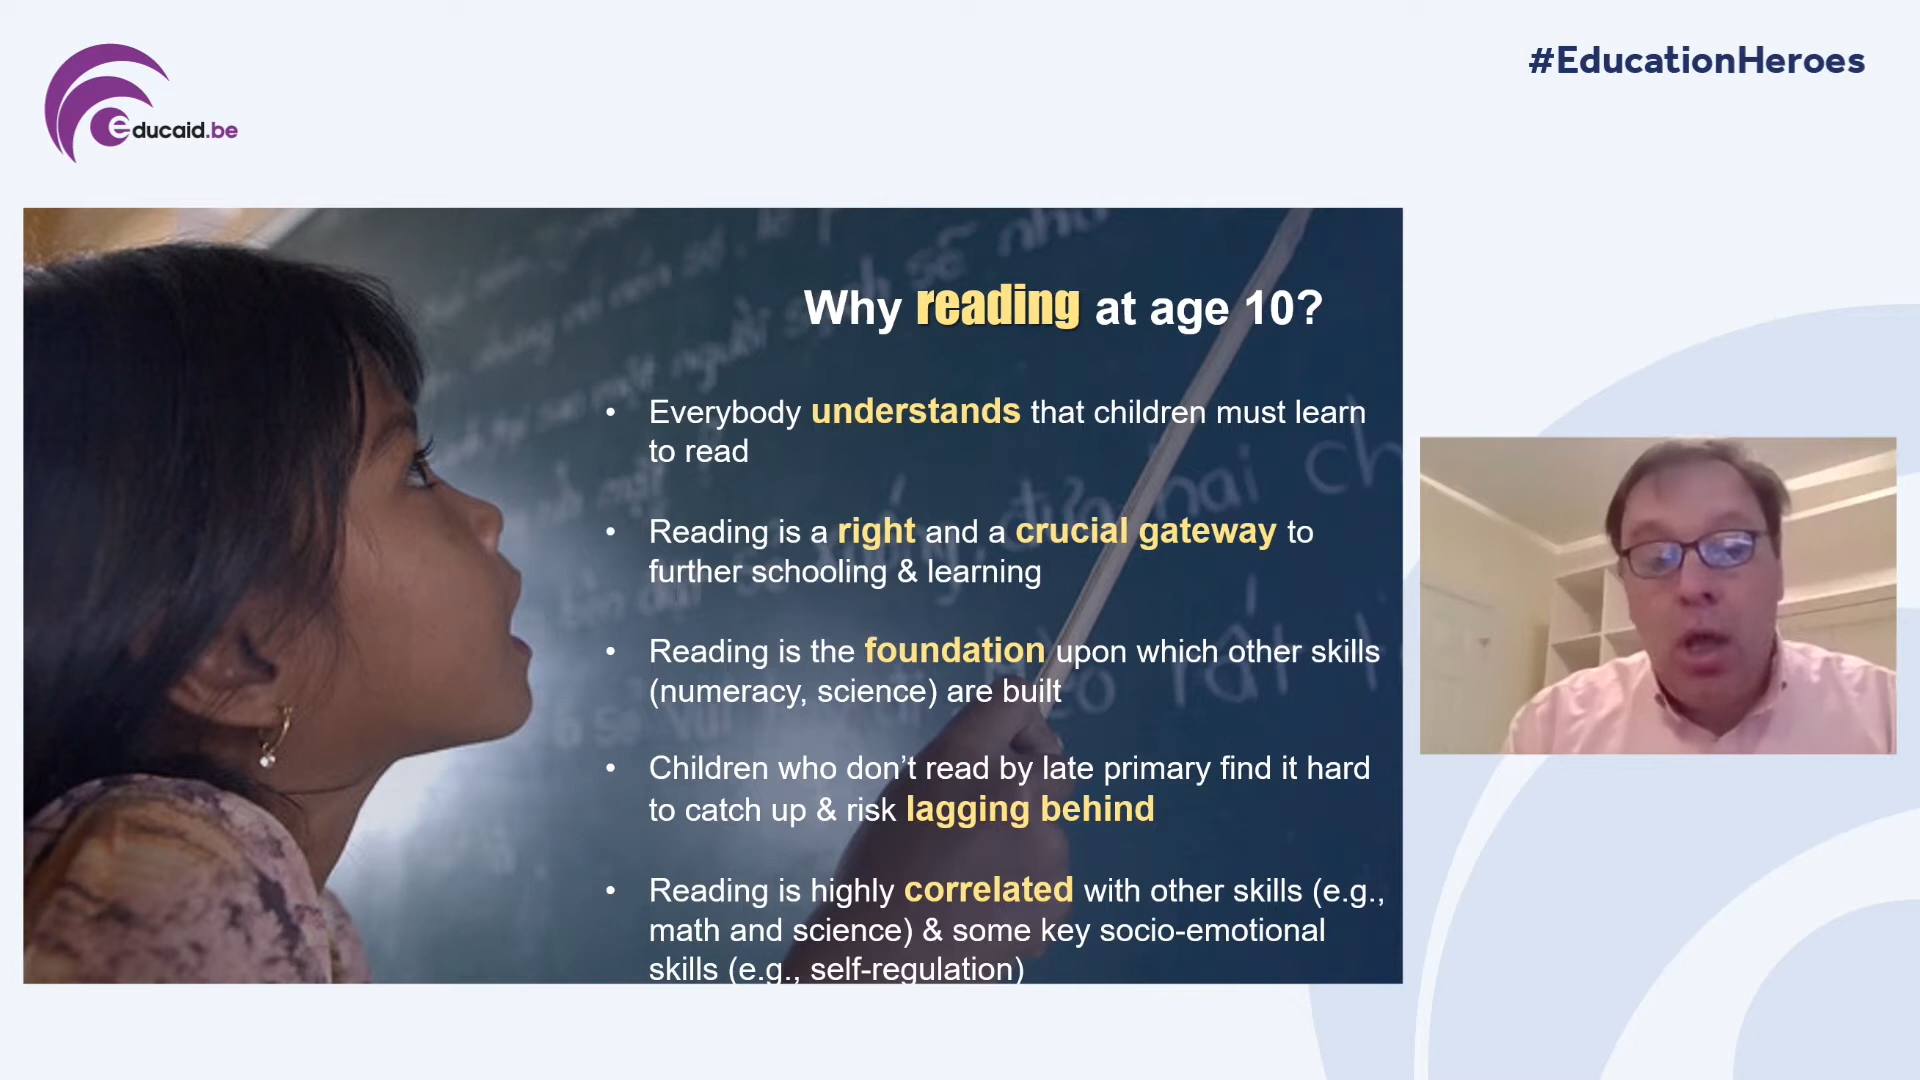 educaid.be
#EducationHeroes
Why reading at age 10?
• Everybody understands that children must learn
to read
• Reading is a right and a crucial gateway to
further schooling & learning
• Reading is the foundation upon which other skills
(numeracy, science) are built
• Children who don’t read by late primary find it hard
to catch up & risk lagging behind
• Reading is highly correlated with other skills (e.g.,
math and science) & some key socio-emotional
skills (e.g., self-regulation)